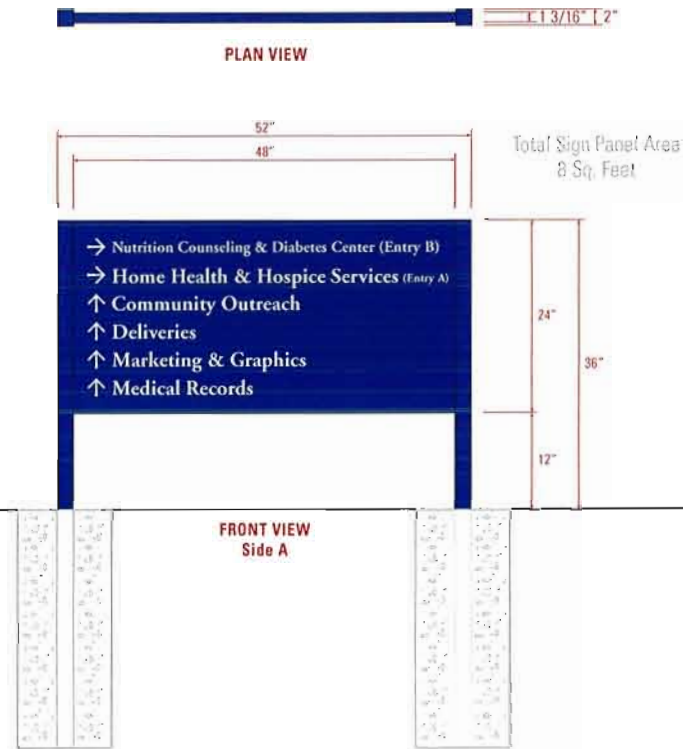 1 3/16" 2"
PLAN VIEW
52"
48"
Total Sign Panel Area
8 Sq. Feet
→ Nutrition Counseling & Diabetes Center (Entry B)
→ Home Health & Hospice Services (Entry A)
↑ Community Outreach
↑ Deliveries
↑ Marketing & Graphics
↑ Medical Records
24"
36"
12"
FRONT VIEW
Side A